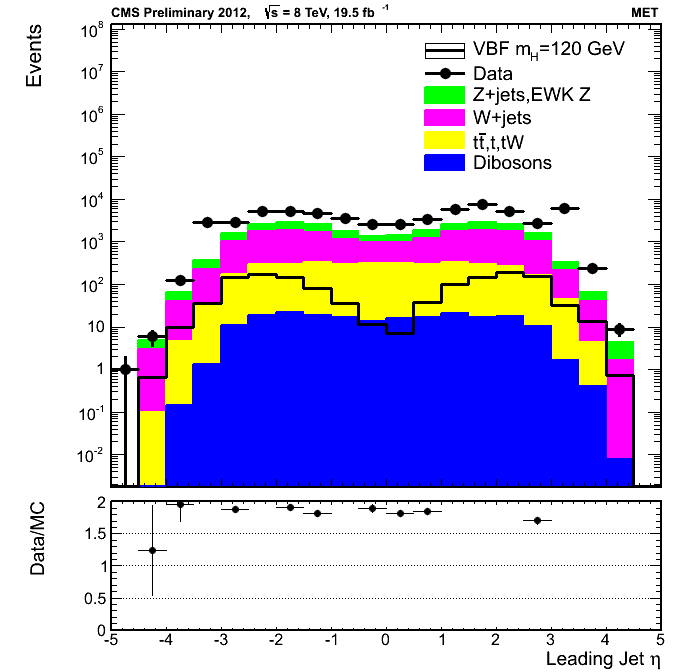 CMS Preliminary 2012, √s = 8 TeV, 19.5 fb⁻¹ MET
Events
10⁸
10⁷
10⁶
10⁵
10⁴
10³
10²
10
1
10⁻¹
10⁻²
VBF m_H=120 GeV
Data
Z+jets,EWK Z
W+jets
tt̄,t,tW
Dibosons
Data/MC
2
1.5
1
0.5
0
-5 -4 -3 -2 -1 0 1 2 3 4 5
Leading Jet η